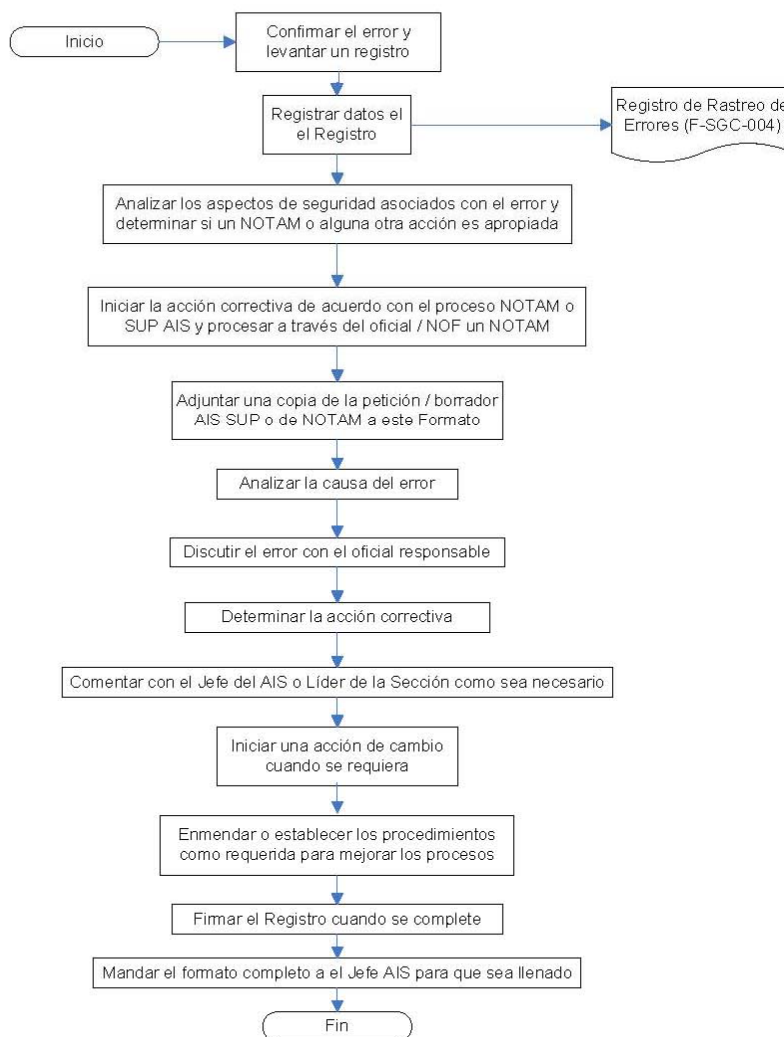 Inicio
Confirmar el error y
levantar un registro
Registrar datos el
el Registro
Registro de Rastreo de
Errores (F-SGC-004)
Analizar los aspectos de seguridad asociados con el error y
determinar si un NOTAM o alguna otra acción es apropiada
Iniciar la acción correctiva de acuerdo con el proceso NOTAM o
SUP AIS y procesar a través del oficial / NOF un NOTAM
Adjuntar una copia de la petición / borrador
AIS SUP o de NOTAM a este Formato
Analizar la causa del error
Discutir el error con el oficial responsable
Determinar la acción correctiva
Comentar con el Jefe del AIS o Líder de la Sección como sea necesario
Iniciar una acción de cambio
cuando se requiera
Enmendar o establecer los procedimientos
como requerida para mejorar los procesos
Firmar el Registro cuando se complete
Mandar el formato completo a el Jefe AIS para que sea llenado
Fin